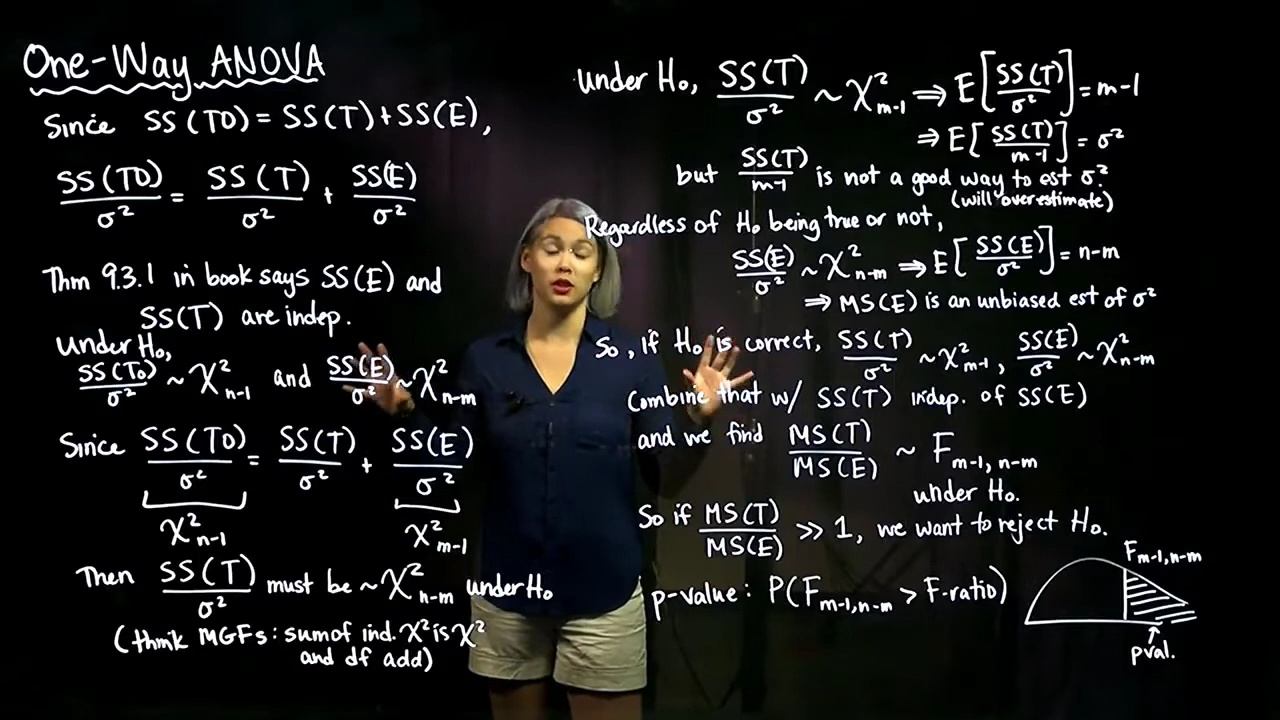 One-Way ANOVA
Since SS(TO) = SS(T) + SS(E),
SS(TO)/σ² = SS(T)/σ² + SS(E)/σ²
Thm 9.3.1 in book says SS(E) and
SS(T) are indep.
Under H₀,
SS(TO)/σ² ~ χ²ₙ₋₁ and SS(E)/σ² ~ χ²ₙ₋ₘ
Since SS(TO)/σ² = SS(T)/σ² + SS(E)/σ²
χ²ₙ₋₁ χ²ₘ₋₁
Then SS(T)/σ² must be ~ χ²ₙ₋ₘ under H₀
(think MGFs: sum of ind. χ² is χ²
and df add)
under H₀, SS(T)/σ² ~ χ²ₘ₋₁ ⇒ E[SS(T)/σ²] = m-1
⇒ E[SS(T)/m-1] = σ²
but SS(T)/m-1 is not a good way to est σ².
(will overestimate)
Regardless of H₀ being true or not,
SS(E)/σ² ~ χ²ₙ₋ₘ ⇒ E[SS(E)/σ²] = n-m
⇒ MS(E) is an unbiased est of σ²
So, if H₀ is correct, SS(T)/σ² ~ χ²ₘ₋₁, SS(E)/σ² ~ χ²ₙ₋ₘ
Combine that w/ SS(T) indep. of SS(E)
and we find MS(T)/MS(E) ~ Fₘ₋₁,ₙ₋ₘ
under H₀.
So if MS(T)/MS(E) >> 1, we want to reject H₀.
p-value: P(Fₘ₋₁,ₙ₋ₘ > F-ratio)
Fₘ₋₁,ₙ₋ₘ
pval.